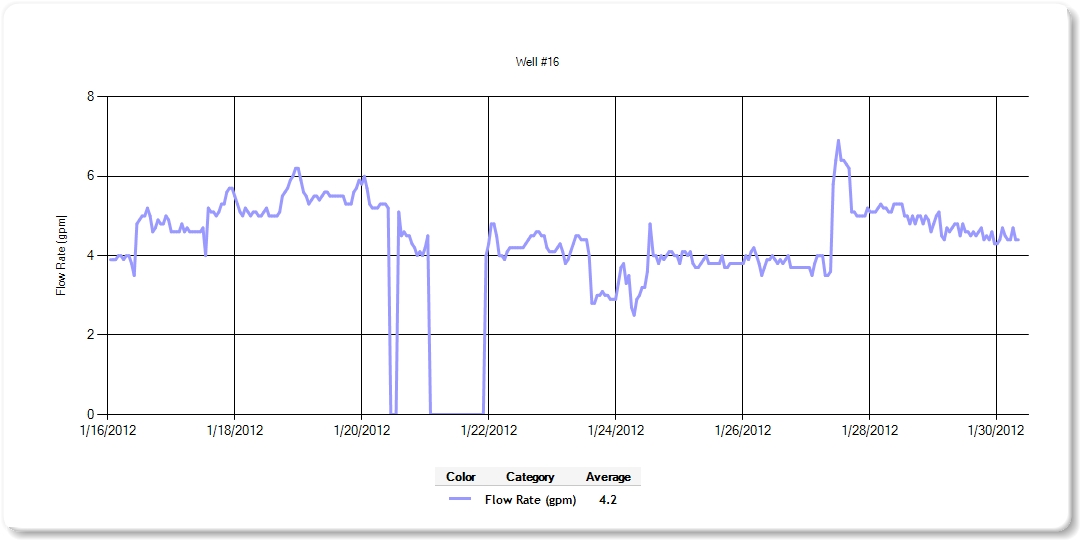 Well #16
8
6
4
2
0
Flow Rate (gpm)
1/16/2012 1/18/2012 1/20/2012 1/22/2012 1/24/2012 1/26/2012 1/28/2012 1/30/2012
Color Category Average
Flow Rate (gpm) 4.2